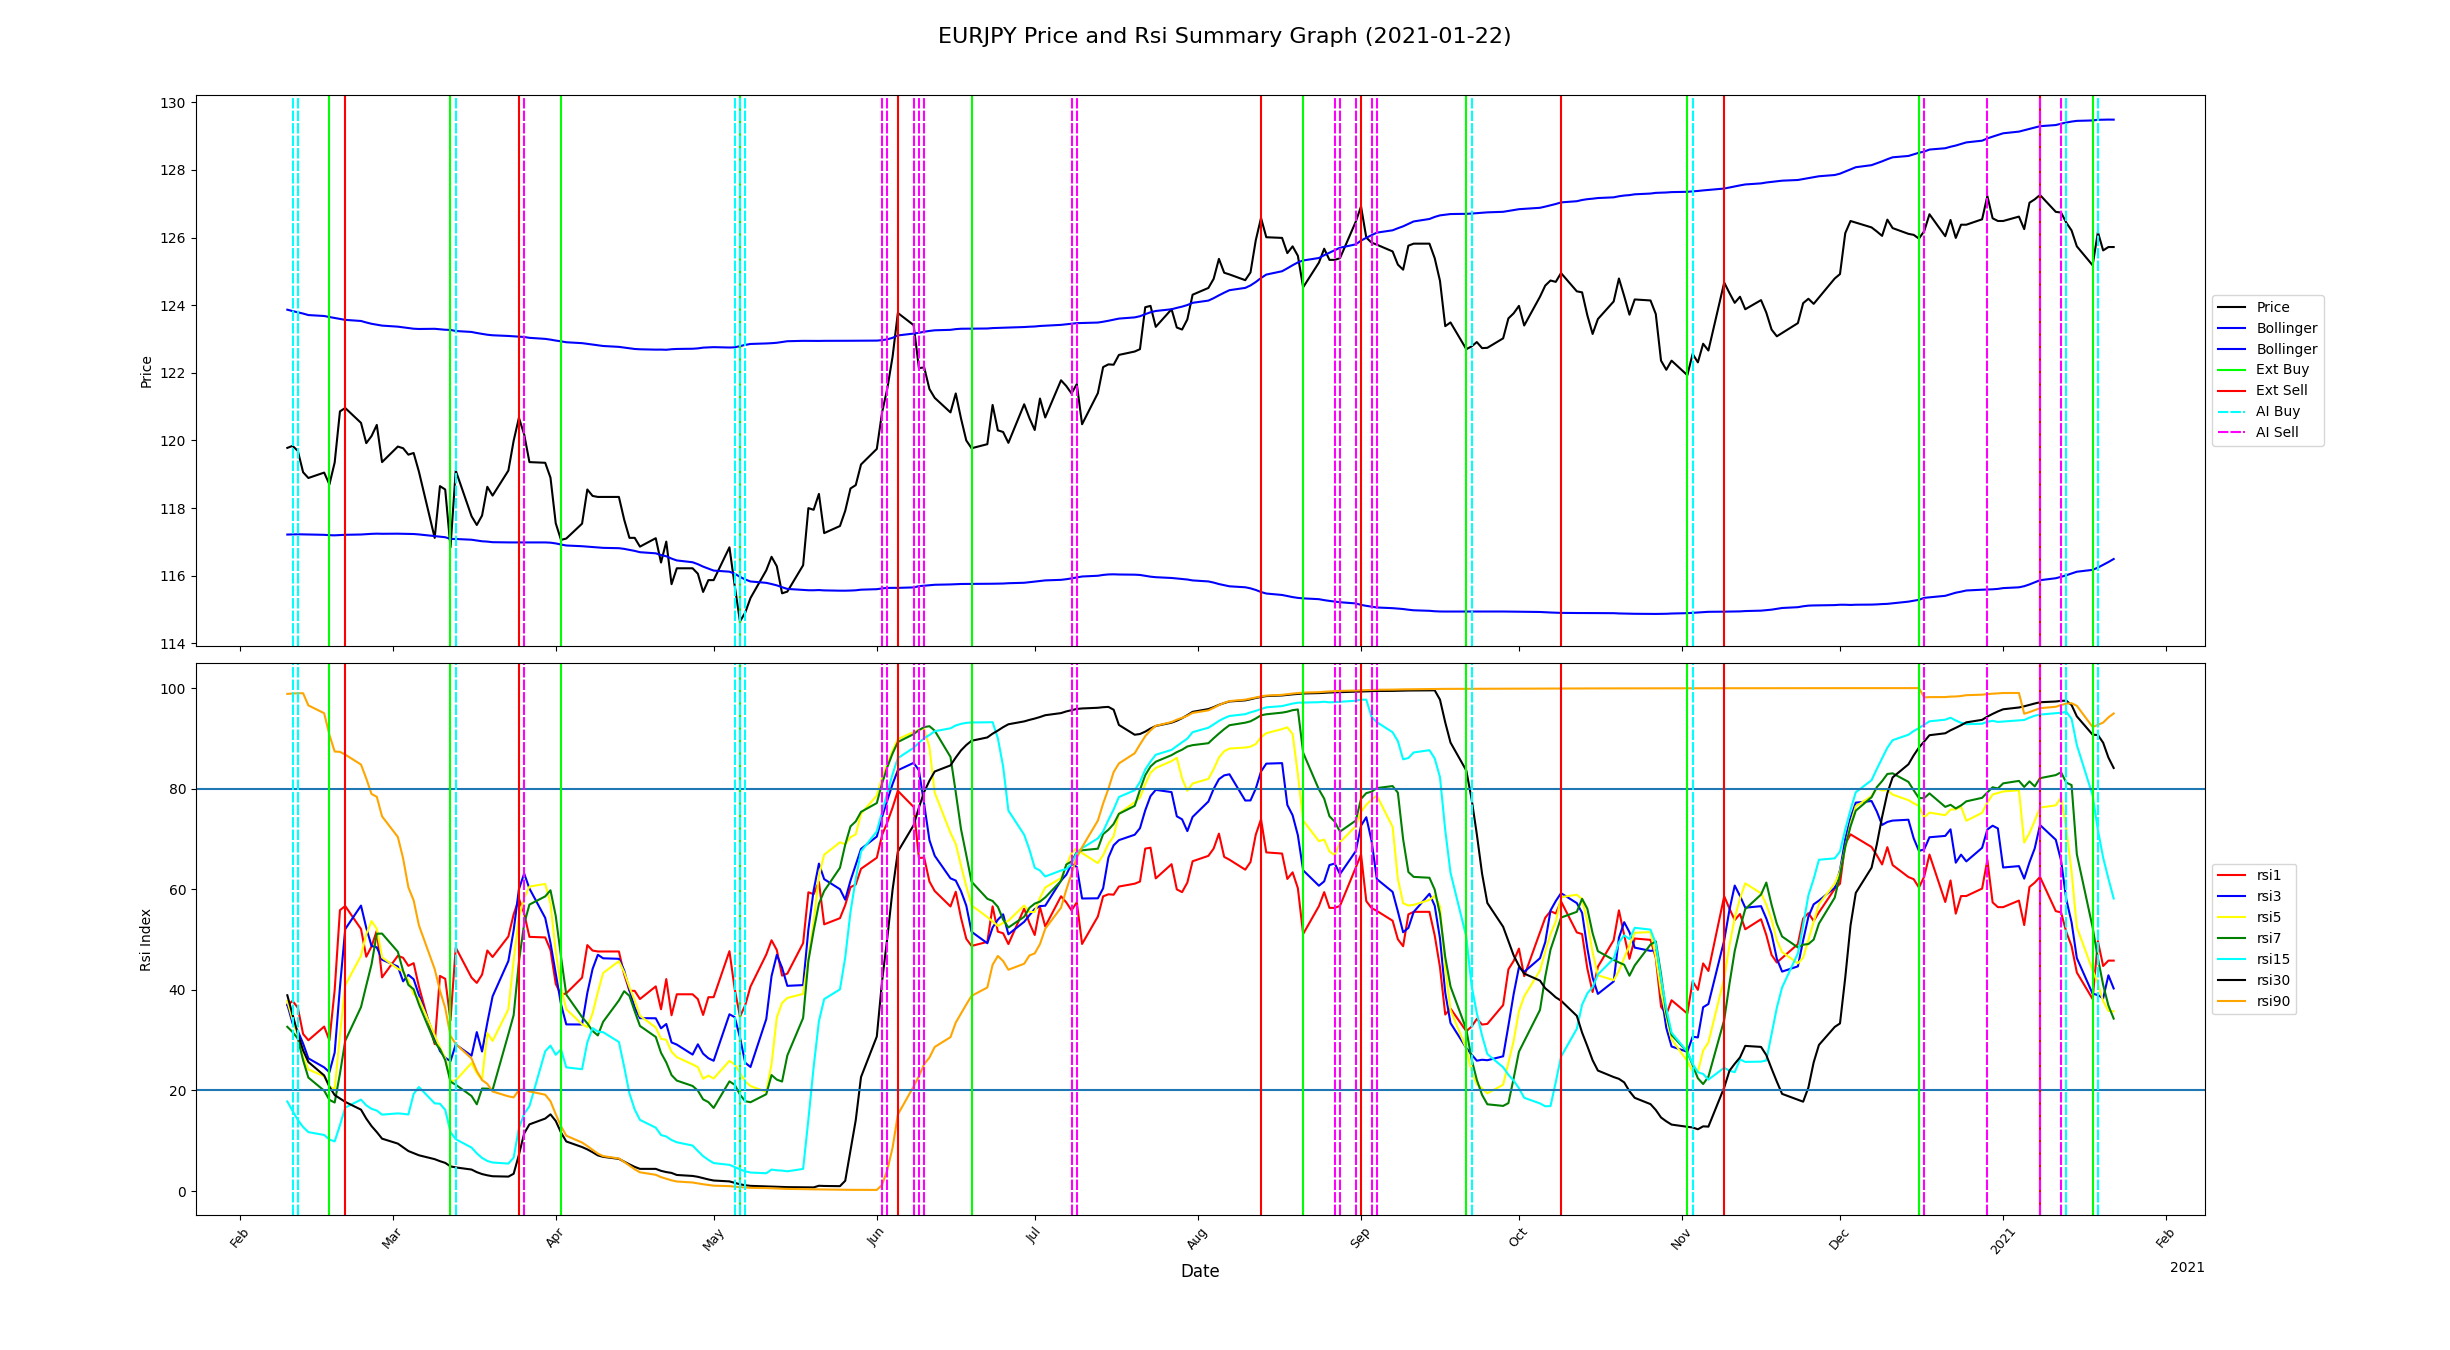 EURJPY Price and Rsi Summary Graph (2021-01-22)
130
128
126
124
122
120
118
116
114
Price
Price
Bollinger
Bollinger
Ext Buy
Ext Sell
AI Buy
AI Sell
100
80
60
40
20
0
Rsi Index
rsi1
rsi3
rsi5
rsi7
rsi15
rsi30
rsi90
Feb
Mar
Apr
May
Jun
Jul
Aug
Sep
Oct
Nov
Dec
2021
Feb
Date
2021